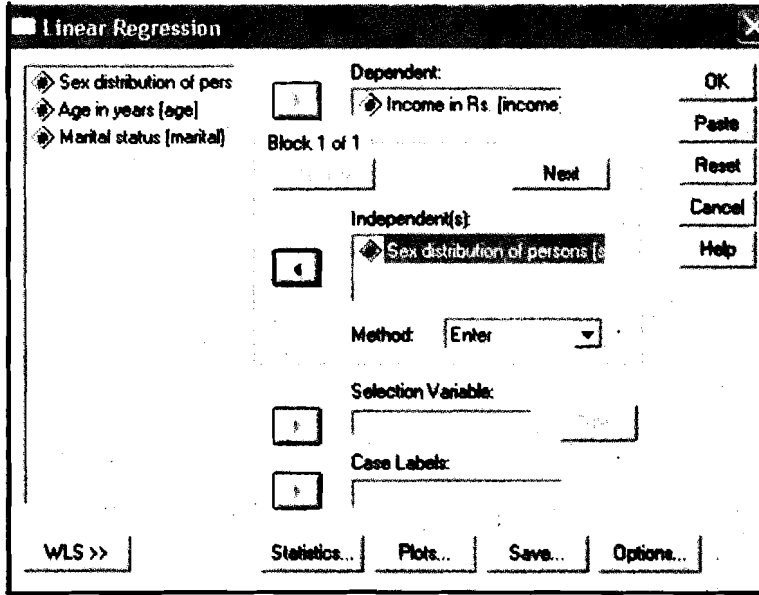 Linear Regression
Sex distribution of pers
Age in years [age]
Marital status [marital]
Dependent:
Income in Rs. [income
Block 1 of 1
Next
Independent(s):
Sex distribution of persons [s
Method: Enter
Selection Variable:
Case Labels:
WLS >>
Statistics...
Plots...
Save...
Options...
OK
Paste
Reset
Cancel
Help